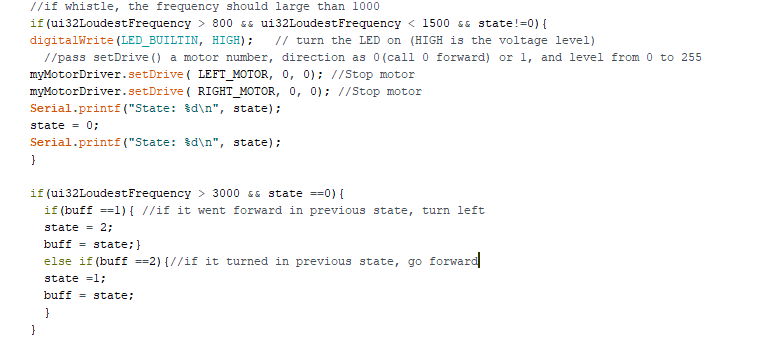 //if whistle, the frequency should large than 1000
if(ui32LoudestFrequency > 800 && ui32LoudestFrequency < 1500 && state!=0){
digitalWrite(LED_BUILTIN, HIGH);   // turn the LED on (HIGH is the voltage level)
  //pass setDrive() a motor number, direction as 0(call 0 forward) or 1, and level from 0 to 255
myMotorDriver.setDrive( LEFT_MOTOR, 0, 0); //Stop motor
myMotorDriver.setDrive( RIGHT_MOTOR, 0, 0); //Stop motor
Serial.printf("State: %d\n", state);
state = 0;
Serial.printf("State: %d\n", state);
}
if(ui32LoudestFrequency > 3000 && state ==0){
  if(buff ==1){ //if it went forward in previous state, turn left
  state = 2;
  buff = state;}
  else if(buff ==2){//if it turned in previous state, go forward
  state =1;
  buff = state;
  }
}